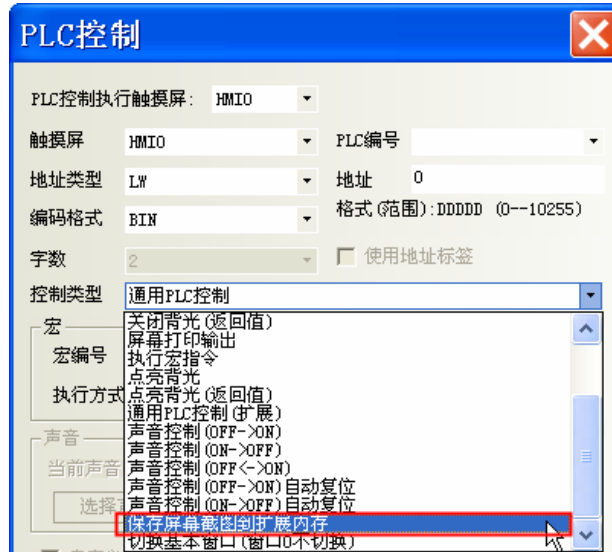 PLC控制
PLC控制执行触摸屏: HMI0
触摸屏 HMI0 PLC编号
地址类型 LW 地址 0
编码格式 BIN 格式(范围):DDDDD (0--10255)
字数 2 使用地址标签
控制类型 通用PLC控制
宏
关闭背光(返回值)
屏幕打印输出
宏编号 执行宏指令
点亮背光
执行方式 点亮背光(返回值)
通用PLC控制(扩展)
声音 声音控制(OFF->ON)
声音控制(ON->OFF)
当前声音 声音控制(OFF<->ON)
声音控制(OFF->ON)自动复位
选择 声音控制(ON->OFF)自动复位
保存屏幕截图到扩展内存
切换基本窗口(窗口0不切换)